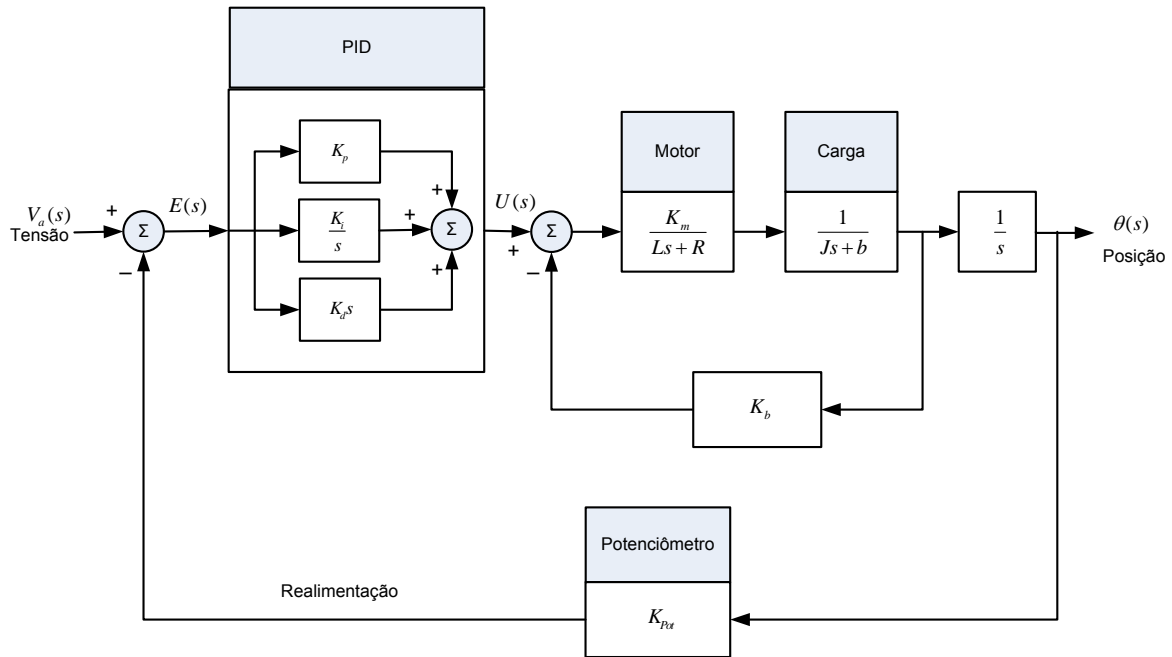 PID
K_p
K_i
s
K_d s
V_a(s)
Tensão
+
−
Σ
E(s)
+
+
+
Σ
U(s)
+
−
Σ
Motor
K_m
Ls + R
Carga
1
Js + b
1
s
θ(s)
Posição
K_b
Potenciômetro
K_Pot
Realimentação